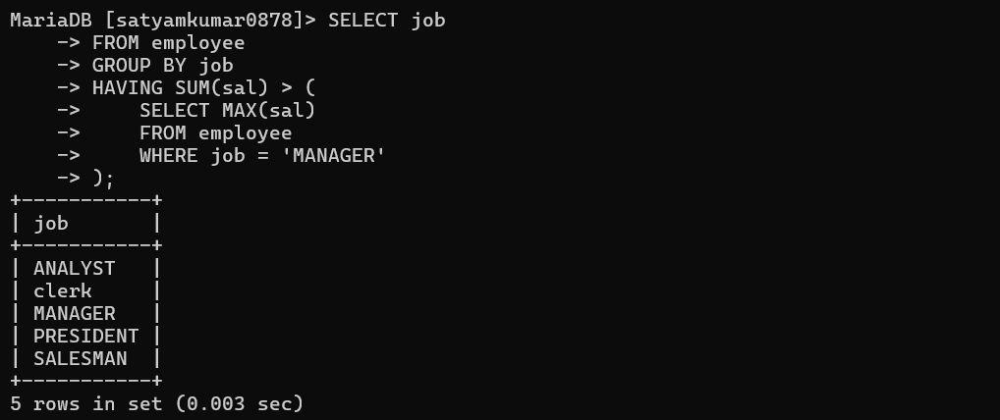 MariaDB [satyamkumar0878]> SELECT job
    -> FROM employee
    -> GROUP BY job
    -> HAVING SUM(sal) > (
    ->     SELECT MAX(sal)
    ->     FROM employee
    ->     WHERE job = 'MANAGER'
    -> );
+-----------+
| job       |
+-----------+
| ANALYST   |
| clerk     |
| MANAGER   |
| PRESIDENT |
| SALESMAN  |
+-----------+
5 rows in set (0.003 sec)